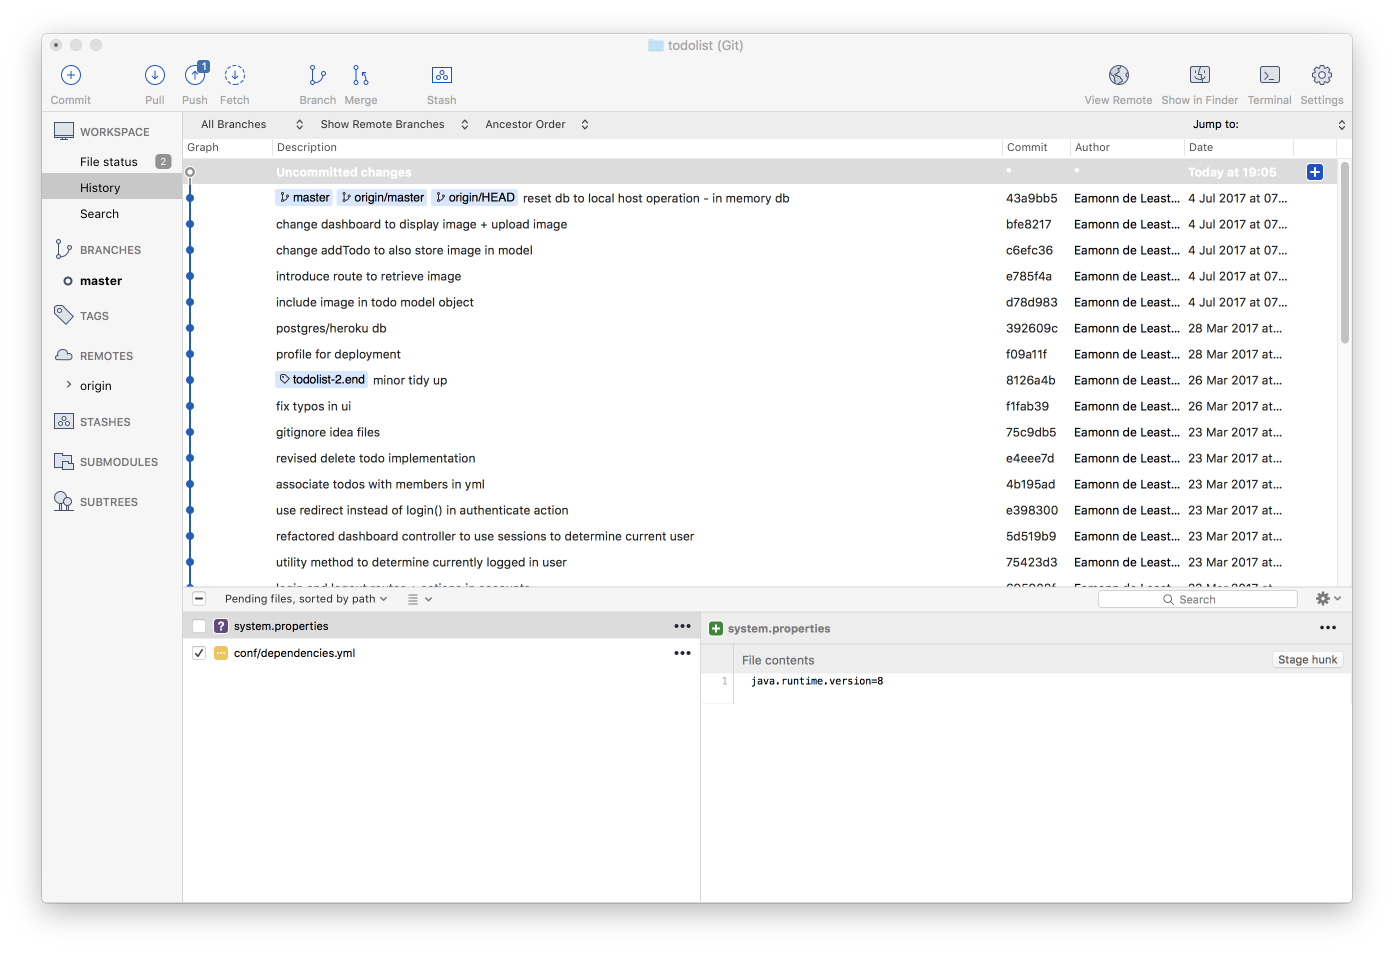 todolist (Git)
1
Commit Pull Push Fetch Branch Merge Stash View Remote Show in Finder Terminal Settings
WORKSPACE
File status 2
History
Search
BRANCHES
master
TAGS
REMOTES
origin
STASHES
SUBMODULES
SUBTREES
All Branches Show Remote Branches Ancestor Order Jump to:
Graph Description Commit Author Date
Uncommitted changes * * Today at 19:05
master origin/master origin/HEAD reset db to local host operation - in memory db 43a9bb5 Eamonn de Least... 4 Jul 2017 at 07...
change dashboard to display image + upload image bfe8217 Eamonn de Least... 4 Jul 2017 at 07...
change addTodo to also store image in model c6efc36 Eamonn de Least... 4 Jul 2017 at 07...
introduce route to retrieve image e785f4a Eamonn de Least... 4 Jul 2017 at 07...
include image in todo model object d78d983 Eamonn de Least... 4 Jul 2017 at 07...
postgres/heroku db 392609c Eamonn de Least... 28 Mar 2017 at...
profile for deployment f09a11f Eamonn de Least... 28 Mar 2017 at...
todolist-2.end minor tidy up 8126a4b Eamonn de Least... 26 Mar 2017 at...
fix typos in ui f1fab39 Eamonn de Least... 26 Mar 2017 at...
gitignore idea files 75c9db5 Eamonn de Least... 23 Mar 2017 at...
revised delete todo implementation e4eee7d Eamonn de Least... 23 Mar 2017 at...
associate todos with members in yml 4b195ad Eamonn de Least... 23 Mar 2017 at...
use redirect instead of login() in authenticate action e398300 Eamonn de Least... 23 Mar 2017 at...
refactored dashboard controller to use sessions to determine current user 5d519b9 Eamonn de Least... 23 Mar 2017 at...
utility method to determine currently logged in user 75423d3 Eamonn de Least... 23 Mar 2017 at...
Pending files, sorted by path Search
? system.properties
conf/dependencies.yml
system.properties
File contents Stage hunk
1 java.runtime.version=8